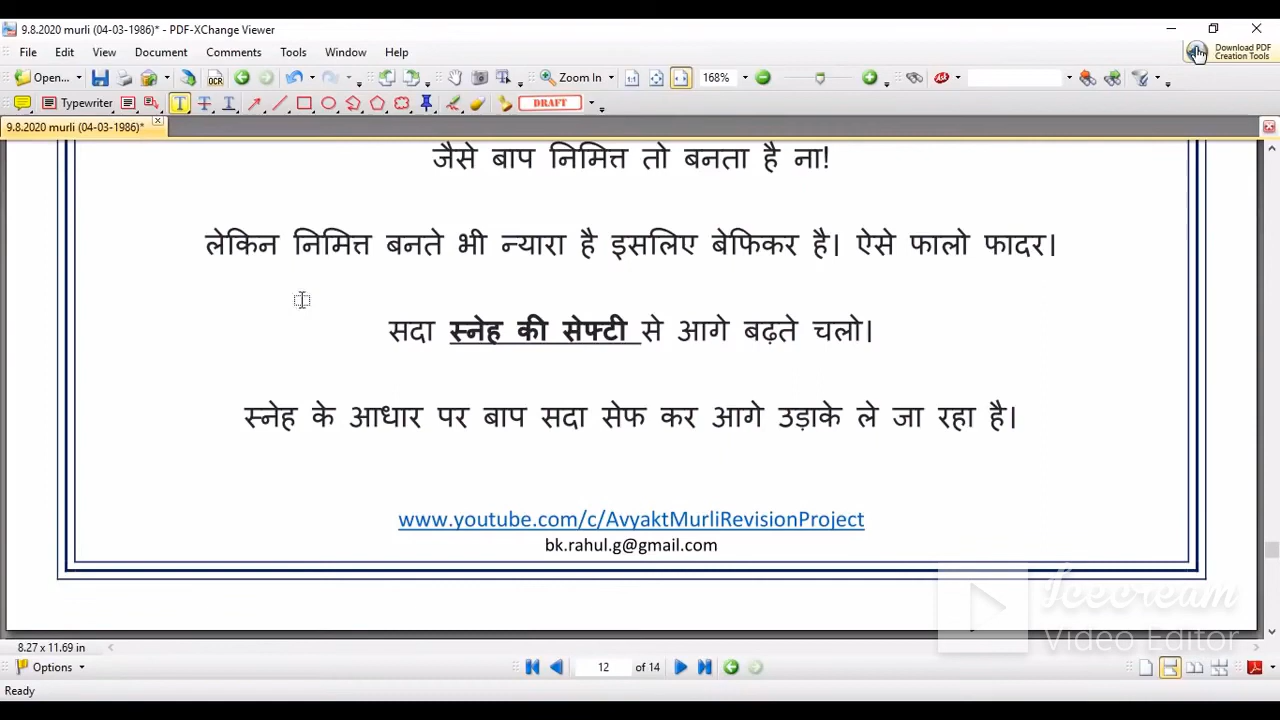 9.8.2020 murli (04-03-1986)* - PDF-XChange Viewer
File Edit View Document Comments Tools Window Help
Download PDF
Creation Tools
Open... OCR Zoom In 1:1 168%
Typewriter T T T DRAFT
9.8.2020 murli (04-03-1986)*
जैसे बाप निमित्त तो बनता है ना!
लेकिन निमित्त बनते भी न्यारा है इसलिए बेफिकर है। ऐसे फालो फादर।
सदा स्नेह की सेफ्टी से आगे बढ़ते चलो।
स्नेह के आधार पर बाप सदा सेफ कर आगे उड़ाके ले जा रहा है।
www.youtube.com/c/AvyaktMurliRevisionProject
bk.rahul.g@gmail.com
Icecream
Video Editor
8.27 x 11.69 in
Options 12 of 14
Ready